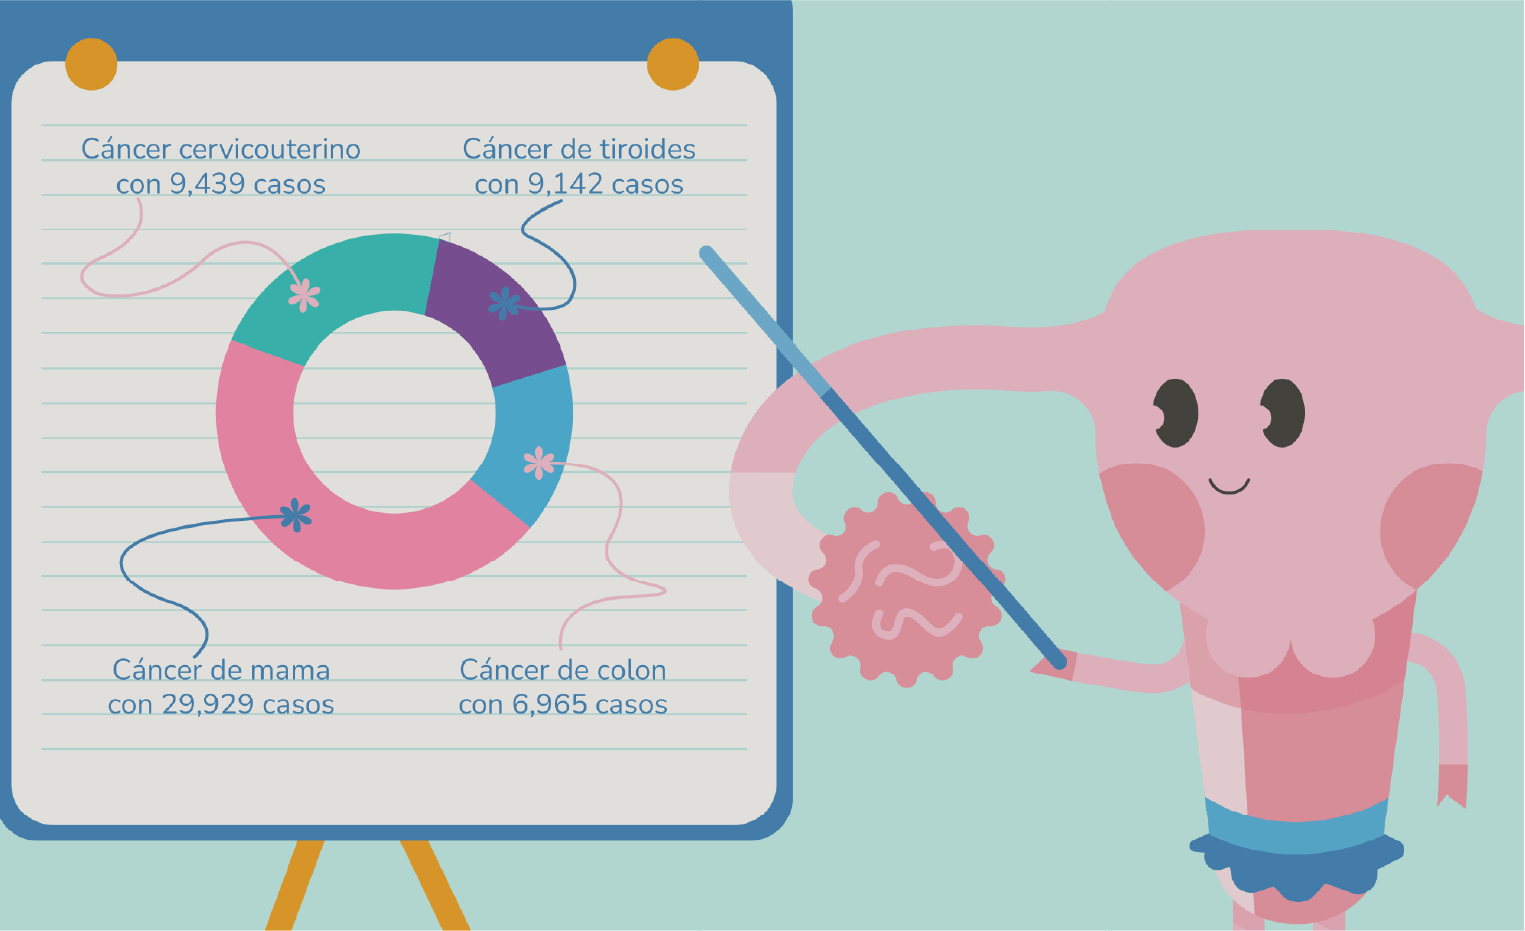 Cáncer cervicouterino
con 9,439 casos
Cáncer de tiroides
con 9,142 casos
Cáncer de mama
con 29,929 casos
Cáncer de colon
con 6,965 casos